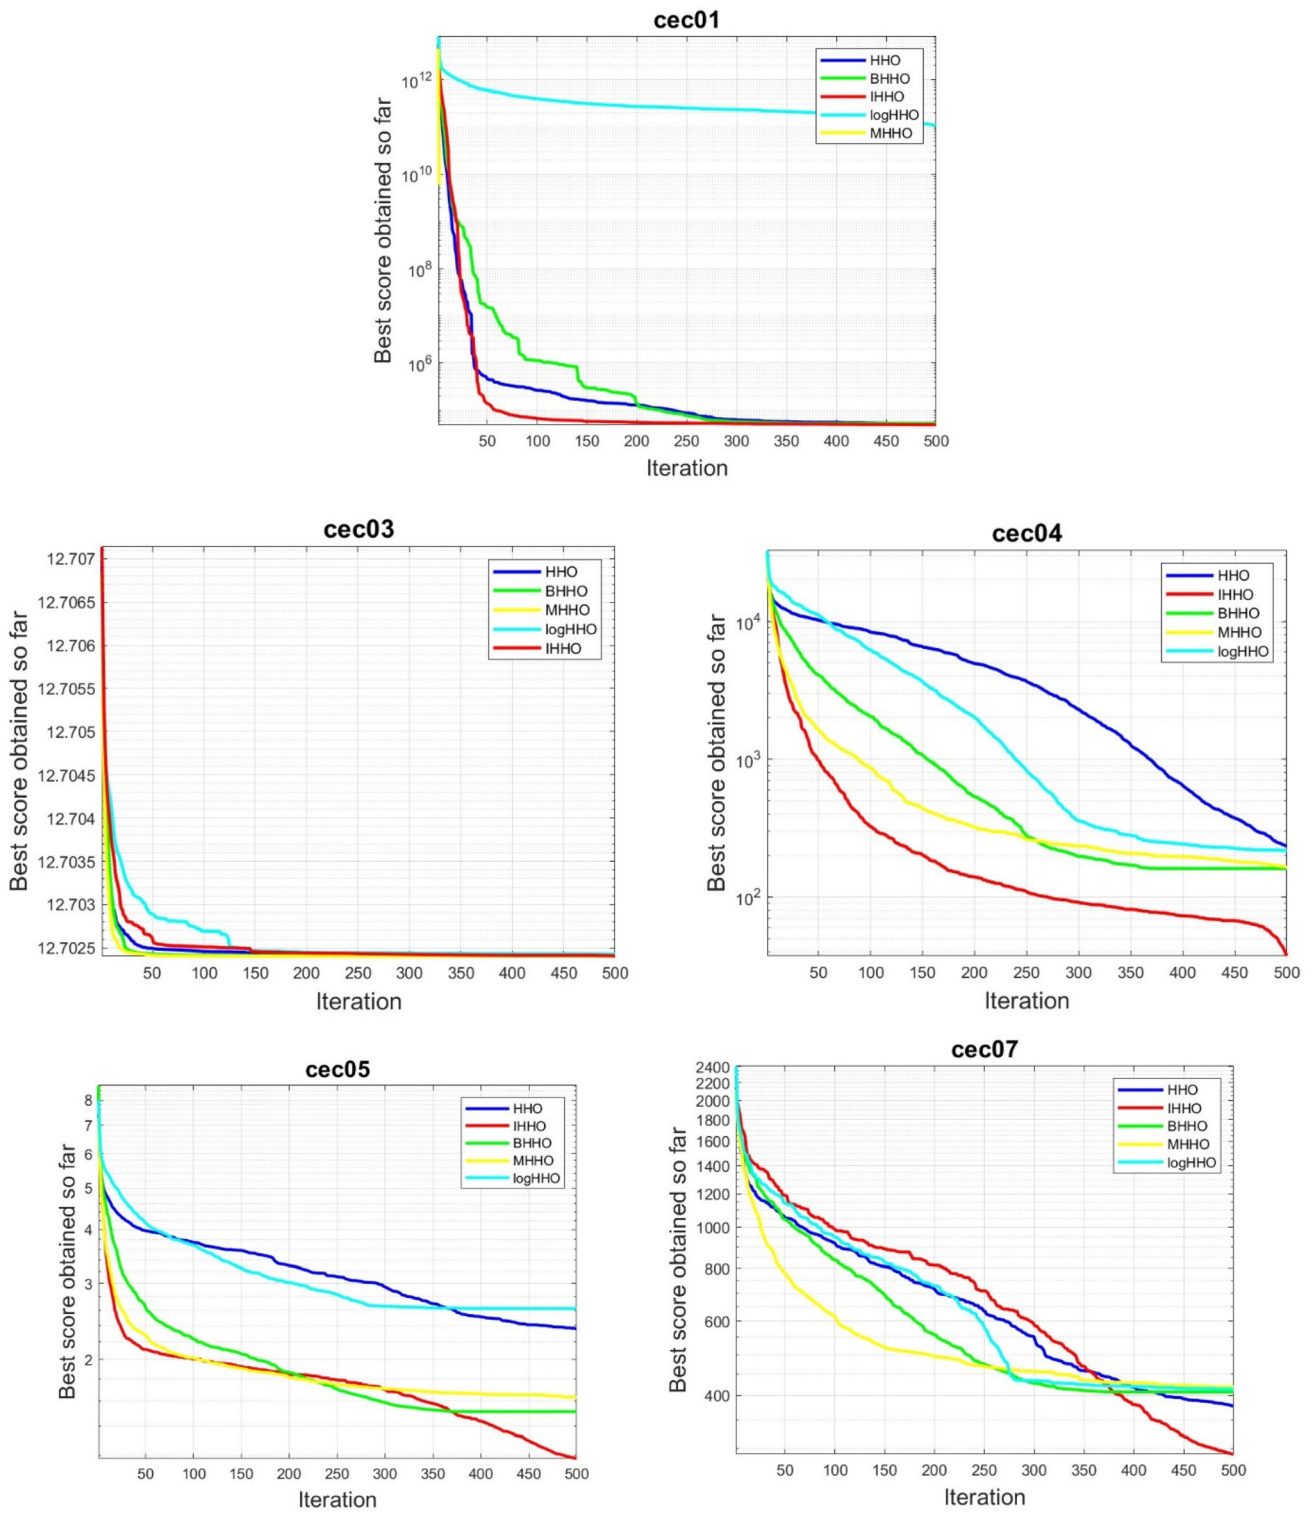 cec01
Best score obtained so far
10^12
10^10
10^8
10^6
HHO
BHHO
IHHO
logHHO
MHHO
50 100 150 200 250 300 350 400 450 500
Iteration
cec03
Best score obtained so far
12.707
12.7065
12.706
12.7055
12.705
12.7045
12.704
12.7035
12.703
12.7025
HHO
BHHO
MHHO
logHHO
IHHO
50 100 150 200 250 300 350 400 450 500
Iteration
cec04
Best score obtained so far
10^4
10^3
10^2
HHO
IHHO
BHHO
MHHO
logHHO
50 100 150 200 250 300 350 400 450 500
Iteration
cec05
Best score obtained so far
8
7
6
5
4
3
2
HHO
IHHO
BHHO
MHHO
logHHO
50 100 150 200 250 300 350 400 450 500
Iteration
cec07
Best score obtained so far
2400
2200
2000
1800
1600
1400
1200
1000
800
600
400
HHO
IHHO
BHHO
MHHO
logHHO
50 100 150 200 250 300 350 400 450 500
Iteration